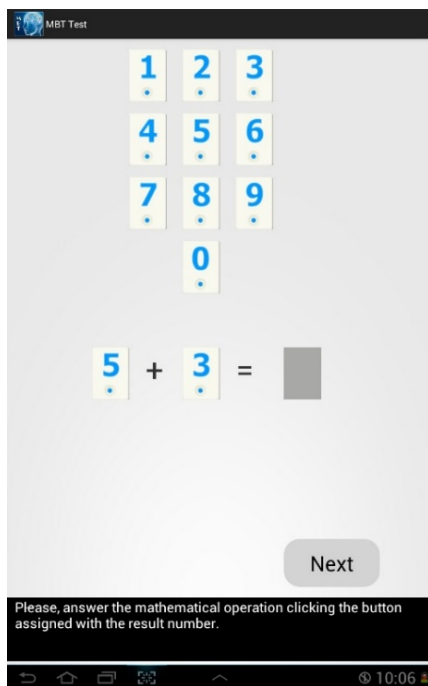 MBT Test
1 2 3
4 5 6
7 8 9
0
5 + 3 =
Next
Please, answer the mathematical operation clicking the button
assigned with the result number.
10:06